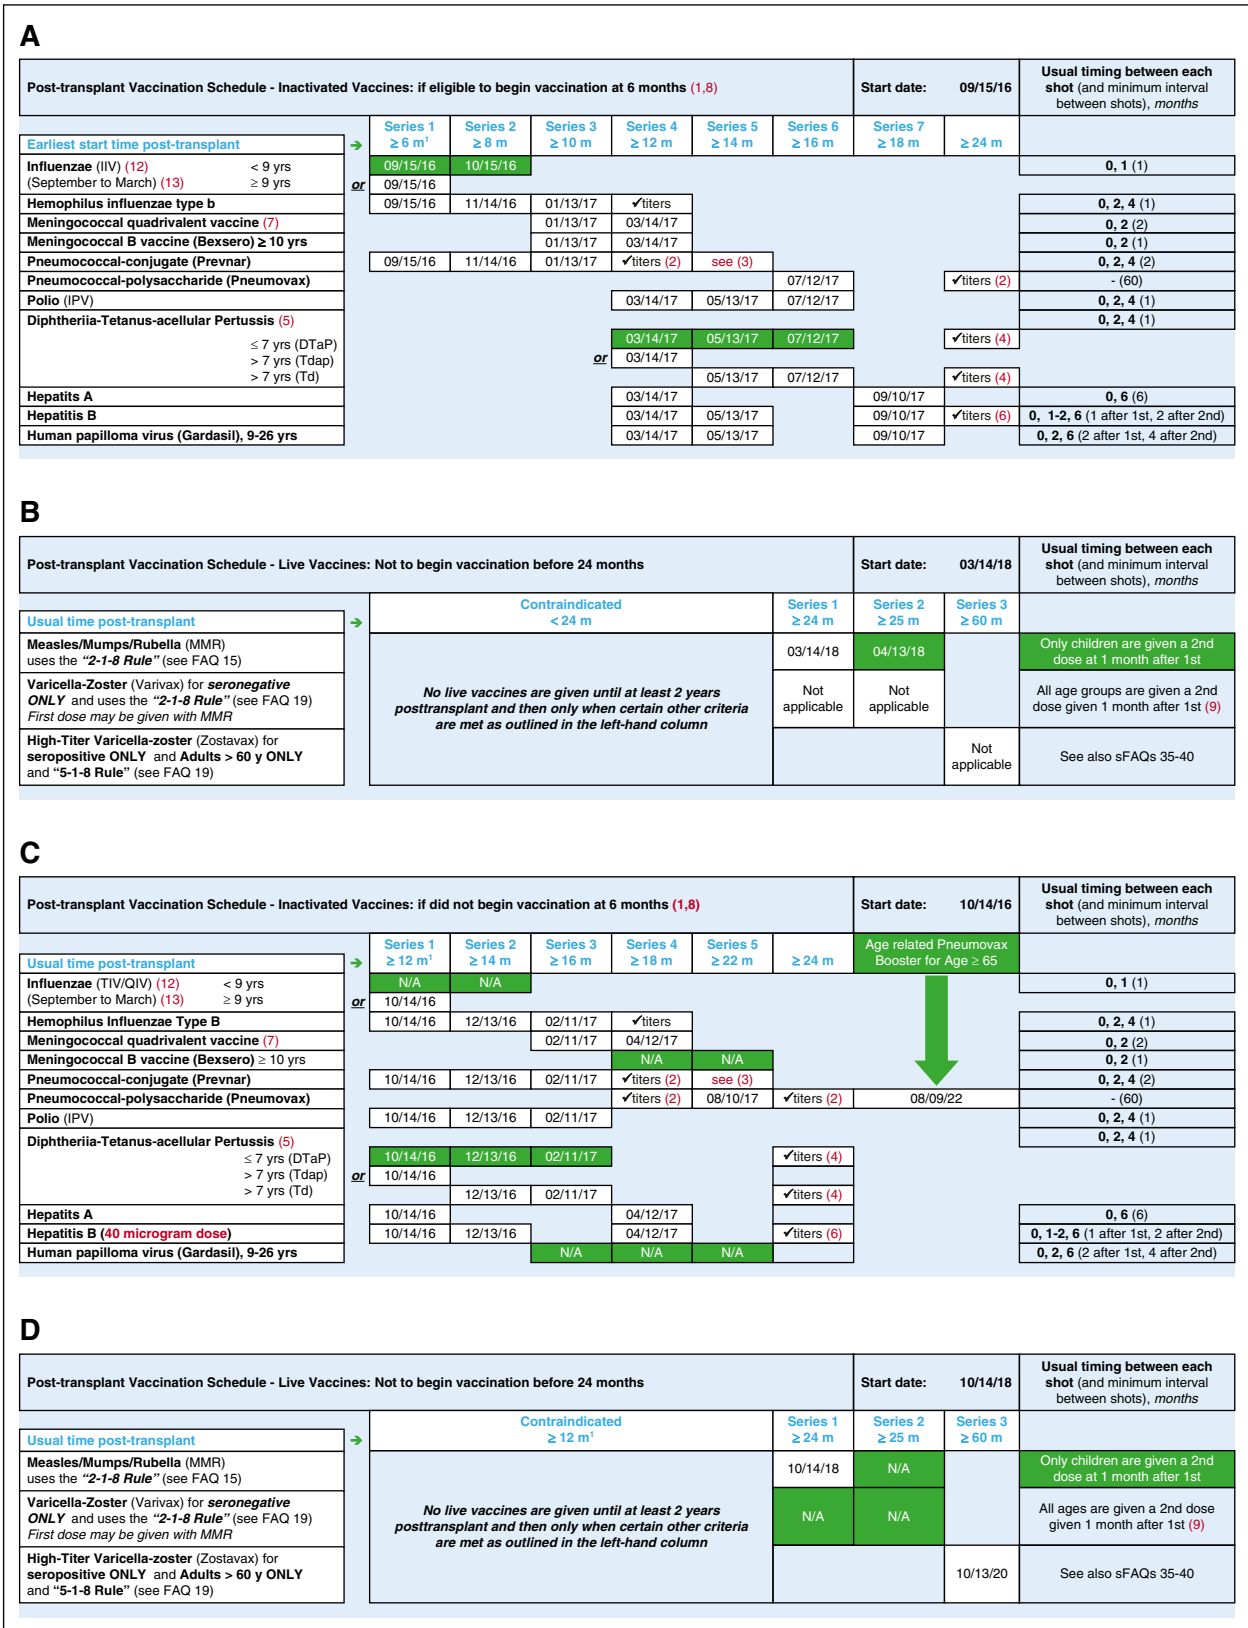 A
Post-transplant Vaccination Schedule - Inactivated Vaccines: if eligible to begin vaccination at 6 months (1,8) Start date: 09/15/16 Usual timing between each shot (and minimum interval between shots), months
Earliest start time post-transplant ➔ Series 1 ≥ 6 m¹ Series 2 ≥ 8 m Series 3 ≥ 10 m Series 4 ≥ 12 m Series 5 ≥ 14 m Series 6 ≥ 16 m Series 7 ≥ 18 m ≥ 24 m
Influenzae (IIV) (12) < 9 yrs 09/15/16 10/15/16 0, 1 (1)
(September to March) (13) ≥ 9 yrs or 09/15/16
Hemophilus influenzae type b 09/15/16 11/14/16 01/13/17 ✓titers 0, 2, 4 (1)
Meningococcal quadrivalent vaccine (7) 01/13/17 03/14/17 0, 2 (2)
Meningococcal B vaccine (Bexsero) ≥ 10 yrs 01/13/17 03/14/17 0, 2 (1)
Pneumococcal-conjugate (Prevnar) 09/15/16 11/14/16 01/13/17 ✓titers (2) see (3) 0, 2, 4 (2)
Pneumococcal-polysaccharide (Pneumovax) 07/12/17 ✓titers (2) - (60)
Polio (IPV) 03/14/17 05/13/17 07/12/17 0, 2, 4 (1)
Diphtheriia-Tetanus-acellular Pertussis (5) 0, 2, 4 (1)
≤ 7 yrs (DTaP) 03/14/17 05/13/17 07/12/17 ✓titers (4)
> 7 yrs (Tdap) or 03/14/17
> 7 yrs (Td) 05/13/17 07/12/17 ✓titers (4)
Hepatits A 03/14/17 09/10/17 0, 6 (6)
Hepatitis B 03/14/17 05/13/17 09/10/17 ✓titers (6) 0, 1-2, 6 (1 after 1st, 2 after 2nd)
Human papilloma virus (Gardasil), 9-26 yrs 03/14/17 05/13/17 09/10/17 0, 2, 6 (2 after 1st, 4 after 2nd)
B
Post-transplant Vaccination Schedule - Live Vaccines: Not to begin vaccination before 24 months Start date: 03/14/18 Usual timing between each shot (and minimum interval between shots), months
Usual time post-transplant ➔ Contraindicated < 24 m Series 1 ≥ 24 m Series 2 ≥ 25 m Series 3 ≥ 60 m
Measles/Mumps/Rubella (MMR)
uses the “2-1-8 Rule” (see FAQ 15)
03/14/18 04/13/18
Only children are given a 2nd
dose at 1 month after 1st
Varicella-Zoster (Varivax) for seronegative
ONLY and uses the “2-1-8 Rule” (see FAQ 19)
First dose may be given with MMR
No live vaccines are given until at least 2 years
posttransplant and then only when certain other criteria
are met as outlined in the left-hand column
Not applicable Not applicable
All age groups are given a 2nd
dose given 1 month after 1st (9)
High-Titer Varicella-zoster (Zostavax) for
seropositive ONLY and Adults > 60 y ONLY
and “5-1-8 Rule” (see FAQ 19)
Not applicable
See also sFAQs 35-40
C
Post-transplant Vaccination Schedule - Inactivated Vaccines: if did not begin vaccination at 6 months (1,8) Start date: 10/14/16 Usual timing between each shot (and minimum interval between shots), months
Usual time post-transplant ➔ Series 1 ≥ 12 m¹ Series 2 ≥ 14 m Series 3 ≥ 16 m Series 4 ≥ 18 m Series 5 ≥ 22 m ≥ 24 m Age related Pneumovax Booster for Age ≥ 65
Influenzae (TIV/QIV) (12) < 9 yrs N/A N/A 0, 1 (1)
(September to March) (13) ≥ 9 yrs or 10/14/16
Hemophilus Influenzae Type B 10/14/16 12/13/16 02/11/17 ✓titers 0, 2, 4 (1)
Meningococcal quadrivalent vaccine (7) 02/11/17 04/12/17 0, 2 (2)
Meningococcal B vaccine (Bexsero) ≥ 10 yrs N/A N/A 0, 2 (1)
Pneumococcal-conjugate (Prevnar) 10/14/16 12/13/16 02/11/17 ✓titers (2) see (3) 0, 2, 4 (2)
Pneumococcal-polysaccharide (Pneumovax) ✓titers (2) 08/10/17 ✓titers (2) 08/09/22 - (60)
Polio (IPV) 10/14/16 12/13/16 02/11/17 0, 2, 4 (1)
Diphtheriia-Tetanus-acellular Pertussis (5) 0, 2, 4 (1)
≤ 7 yrs (DTaP) 10/14/16 12/13/16 02/11/17 ✓titers (4)
> 7 yrs (Tdap) or 10/14/16
> 7 yrs (Td) 12/13/16 02/11/17 ✓titers (4)
Hepatits A 10/14/16 04/12/17 0, 6 (6)
Hepatitis B (40 microgram dose) 10/14/16 12/13/16 04/12/17 ✓titers (6) 0, 1-2, 6 (1 after 1st, 2 after 2nd)
Human papilloma virus (Gardasil), 9-26 yrs N/A N/A N/A 0, 2, 6 (2 after 1st, 4 after 2nd)
D
Post-transplant Vaccination Schedule - Live Vaccines: Not to begin vaccination before 24 months Start date: 10/14/18 Usual timing between each shot (and minimum interval between shots), months
Usual time post-transplant ➔ Contraindicated ≥ 12 m¹ Series 1 ≥ 24 m Series 2 ≥ 25 m Series 3 ≥ 60 m
Measles/Mumps/Rubella (MMR)
uses the “2-1-8 Rule” (see FAQ 15)
10/14/18 N/A
Only children are given a 2nd
dose at 1 month after 1st
Varicella-Zoster (Varivax) for seronegative
ONLY and uses the “2-1-8 Rule” (see FAQ 19)
First dose may be given with MMR
No live vaccines are given until at least 2 years
posttransplant and then only when certain other criteria
are met as outlined in the left-hand column
N/A N/A
All ages are given a 2nd dose
given 1 month after 1st (9)
High-Titer Varicella-zoster (Zostavax) for
seropositive ONLY and Adults > 60 y ONLY
and “5-1-8 Rule” (see FAQ 19)
10/13/20
See also sFAQs 35-40